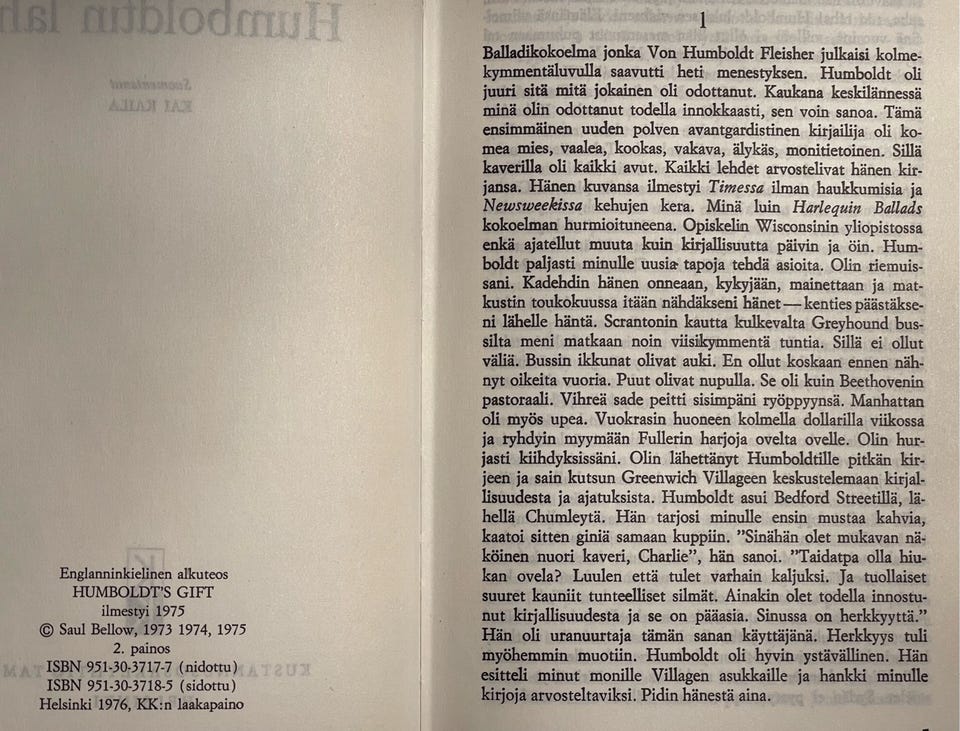 Humboldtin lah
Suomentanut
KAI KAILA
Englanninkielinen alkuteos
HUMBOLDT'S GIFT
ilmestyi 1975
© Saul Bellow, 1973 1974, 1975
2. painos
ISBN 951-30-3717-7 (nidottu)
ISBN 951-30-3718-5 (sidottu)
Helsinki 1976, KK:n laakapaino
1
Balladikokoelma jonka Von Humboldt Fleisher julkaisi kolme-
kymmentäluvulla saavutti heti menestyksen. Humboldt oli
juuri sitä mitä jokainen oli odottanut. Kaukana keskilännessä
minä olin odottanut todella innokkaasti, sen voin sanoa. Tämä
ensimmäinen uuden polven avantgardistinen kirjailija oli ko-
mea mies, vaalea, kookas, vakava, älykäs, monitietoinen. Sillä
kaverilla oli kaikki avut. Kaikki lehdet arvostelivat hänen kir-
jansa. Hänen kuvansa ilmestyi Timessa ilman haukkumisia ja
Newsweekissa kehujen kera. Minä luin Harlequin Ballads
kokoelman hurmioituneena. Opiskelin Wisconsinin yliopistossa
enkä ajatellut muuta kuin kirjallisuutta päivin ja öin. Hum-
boldt paljasti minulle uusia tapoja tehdä asioita. Olin riemuis-
sani. Kadehdin hänen onneaan, kykyjään, mainettaan ja mat-
kustin toukokuussa itään nähdäkseni hänet — kenties päästäkse-
ni lähelle häntä. Scrantonin kautta kulkevalta Greyhound bus-
silta meni matkaan noin viisikymmentä tuntia. Sillä ei ollut
väliä. Bussin ikkunat olivat auki. En ollut koskaan ennen näh-
nyt oikeita vuoria. Puut olivat nupulla. Se oli kuin Beethovenin
pastoraali. Vihreä sade peitti sisimpäni ryöppyynsä. Manhattan
oli myös upea. Vuokrasin huoneen kolmella dollarilla viikossa
ja ryhdyin myymään Fullerin harjoja ovelta ovelle. Olin hur-
jasti kiihdyksissäni. Olin lähettänyt Humboldtille pitkän kir-
jeen ja sain kutsun Greenwich Villageen keskustelemaan kirjal-
lisuudesta ja ajatuksista. Humboldt asui Bedford Streetillä, lä-
hellä Chumleytä. Hän tarjosi minulle ensin mustaa kahvia,
kaatoi sitten giniä samaan kuppiin. ”Sinähän olet mukavan nä-
köinen nuori kaveri, Charlie”, hän sanoi. ”Taidatpa olla hiu-
kan ovela? Luulen että tulet varhain kaljuksi. Ja tuollaiset
suuret kauniit tunteelliset silmät. Ainakin olet todella innostu-
nut kirjallisuudesta ja se on pääasia. Sinussa on herkkyyttä.”
Hän oli uranuurtaja tämän sanan käyttäjänä. Herkkyys tuli
myöhemmin muotiin. Humboldt oli hyvin ystävällinen. Hän
esitteli minut monille Villagen asukkaille ja hankki minulle
kirjoja arvosteltaviksi. Pidin hänestä aina.